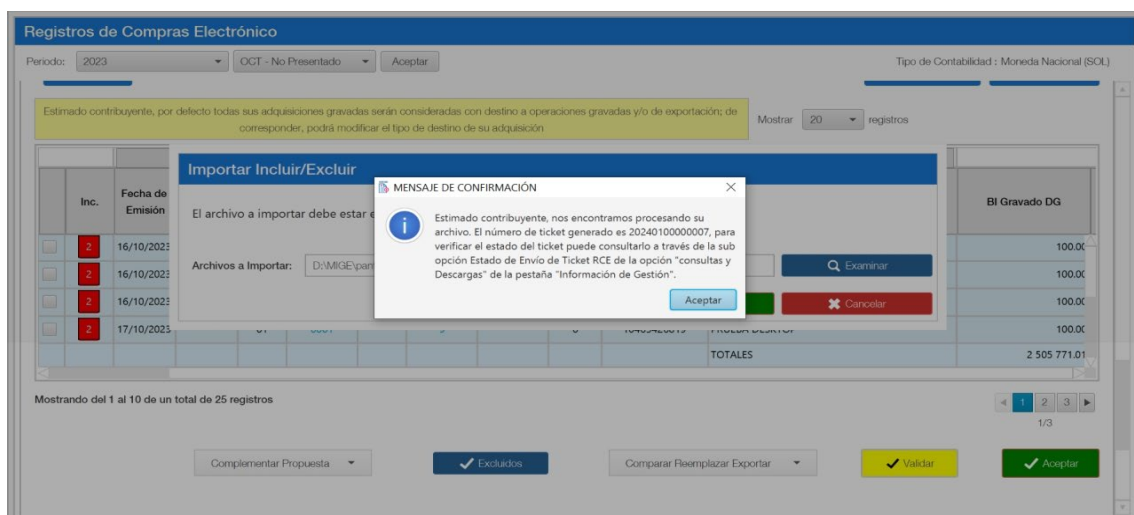 Registros de Compras Electrónico
Periodo: 2023 OCT - No Presentado Aceptar Tipo de Contabilidad : Moneda Nacional (SOL)
Estimado contribuyente, por defecto todas sus adquisiciones gravadas serán consideradas con destino a operaciones gravadas y/o de exportación; de
corresponder, podrá modificar el tipo de destino de su adquisición
Mostrar 20 registros
Importar Incluir/Excluir
MENSAJE DE CONFIRMACIÓN
Estimado contribuyente, nos encontramos procesando su
archivo. El número de ticket generado es 20240100000007, para
verificar el estado del ticket puede consultarlo a través de la sub
opción Estado de Envío de Ticket RCE de la opción "consultas y
Descargas" de la pestaña "Información de Gestión".
Aceptar
El archivo a importar debe estar
Archivos a Importar: D:\MIGE\ Examinar
Cancelar
Inc. Fecha de Emisión BI Gravado DG
2 16/10/2023 100.00
2 16/10/2023 100.00
2 16/10/2023 100.00
2 17/10/2023 100.00
TOTALES 2 505 771.01
Mostrando del 1 al 10 de un total de 25 registros
1 2 3
1/3
Complementar Propuesta Excluidos Comparar Reemplazar Exportar Validar Aceptar